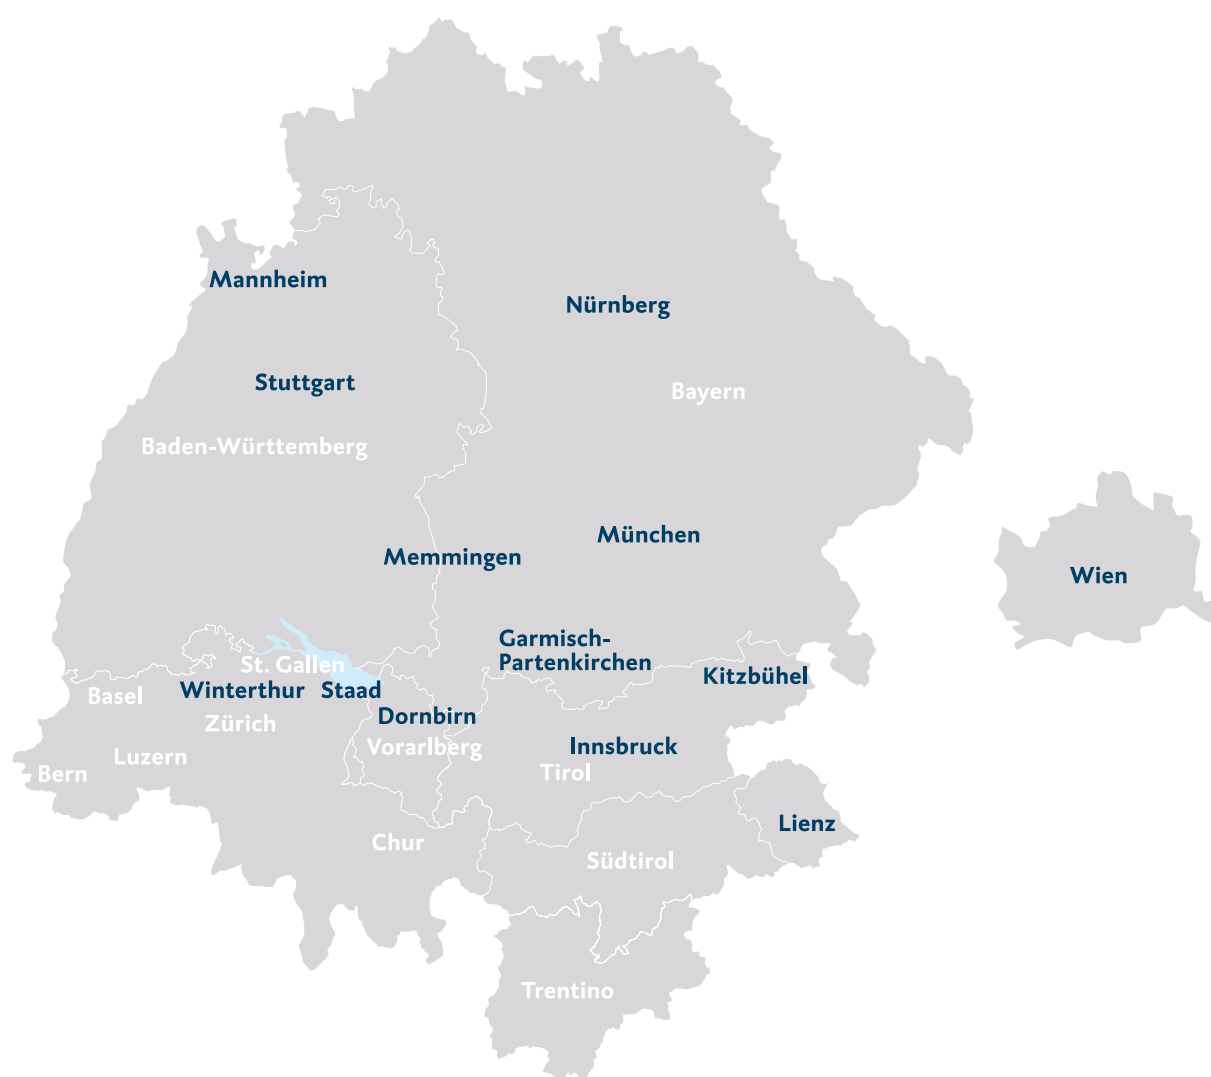 Mannheim
Nürnberg
Stuttgart
Bayern
Baden-Württemberg
München
Memmingen
Wien
Garmisch-
Partenkirchen
St. Gallen
Kitzbühel
Basel
Winterthur
Staad
Dornbirn
Zürich
Vorarlberg
Innsbruck
Luzern
Bern
Tirol
Lienz
Chur
Südtirol
Trentino